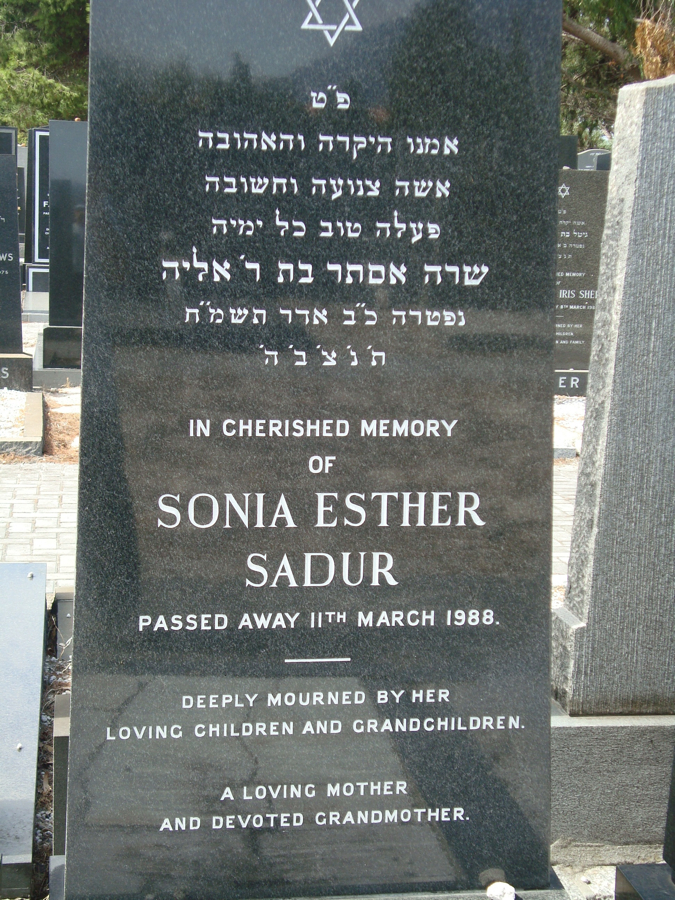 פ״ט
אמנו היקרה והאהובה
אשה צנועה וחשובה
פעלה טוב כל ימיה
שרה אסתר בת ר׳ אליה
נפטרה כ״ב אדר תשמ״ח
ת׳ נ׳ צ׳ ב׳ ה׳
IN CHERISHED MEMORY
OF
SONIA ESTHER
SADUR
PASSED AWAY 11TH MARCH 1988.
DEEPLY MOURNED BY HER
LOVING CHILDREN AND GRANDCHILDREN.
A LOVING MOTHER
AND DEVOTED GRANDMOTHER.
IRIS